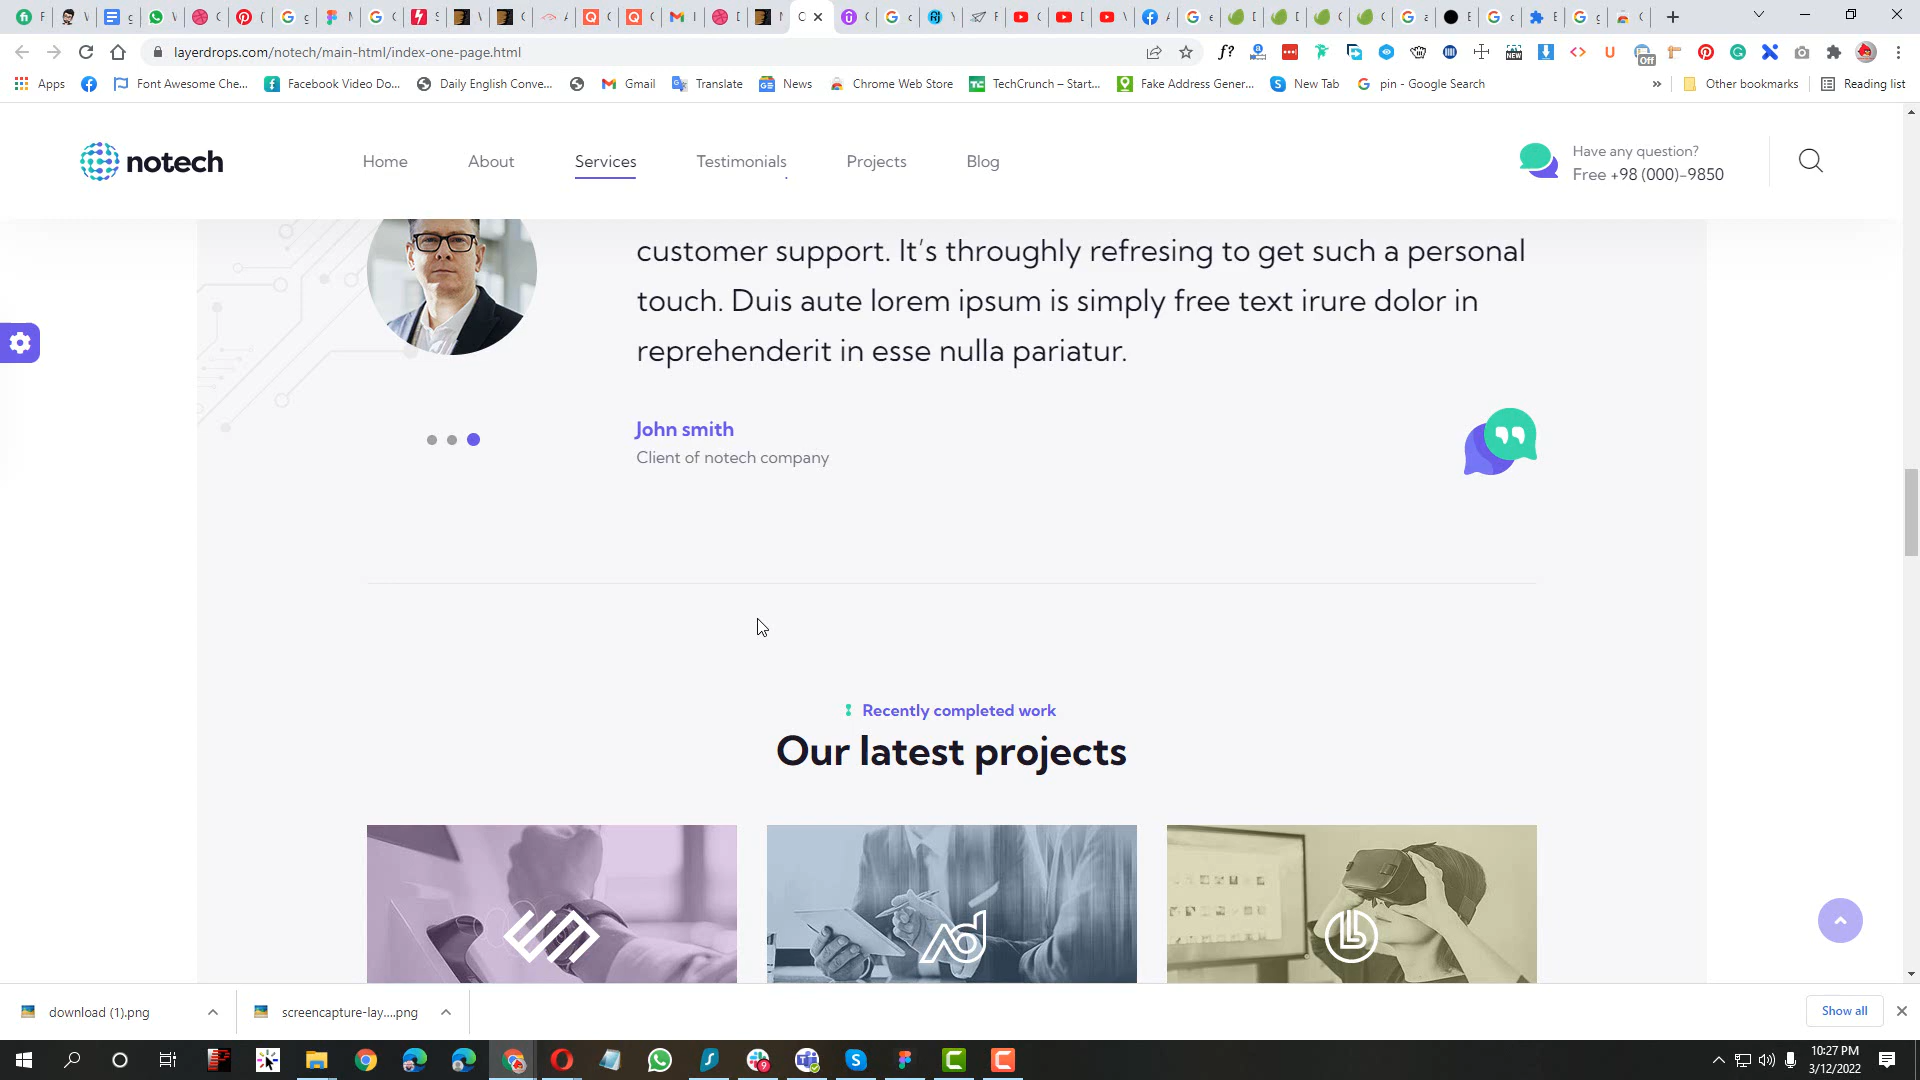 layerdrops.com/notech/main-html/index-one-page.html
Apps
Font Awesome Che...
Facebook Video Do...
Daily English Conve...
Gmail
Translate
News
Chrome Web Store
TechCrunch – Start...
Fake Address Gener...
New Tab
pin - Google Search
»
Other bookmarks
Reading list
notech
Home
About
Services
Testimonials
Projects
Blog
Have any question?
Free +98 (000)-9850
customer support. It’s throughly refresing to get such a personal
touch. Duis aute lorem ipsum is simply free text irure dolor in
reprehenderit in esse nulla pariatur.
John smith
Client of notech company
Recently completed work
Our latest projects
download (1).png
screencapture-lay....png
Show all
10:27 PM
3/12/2022